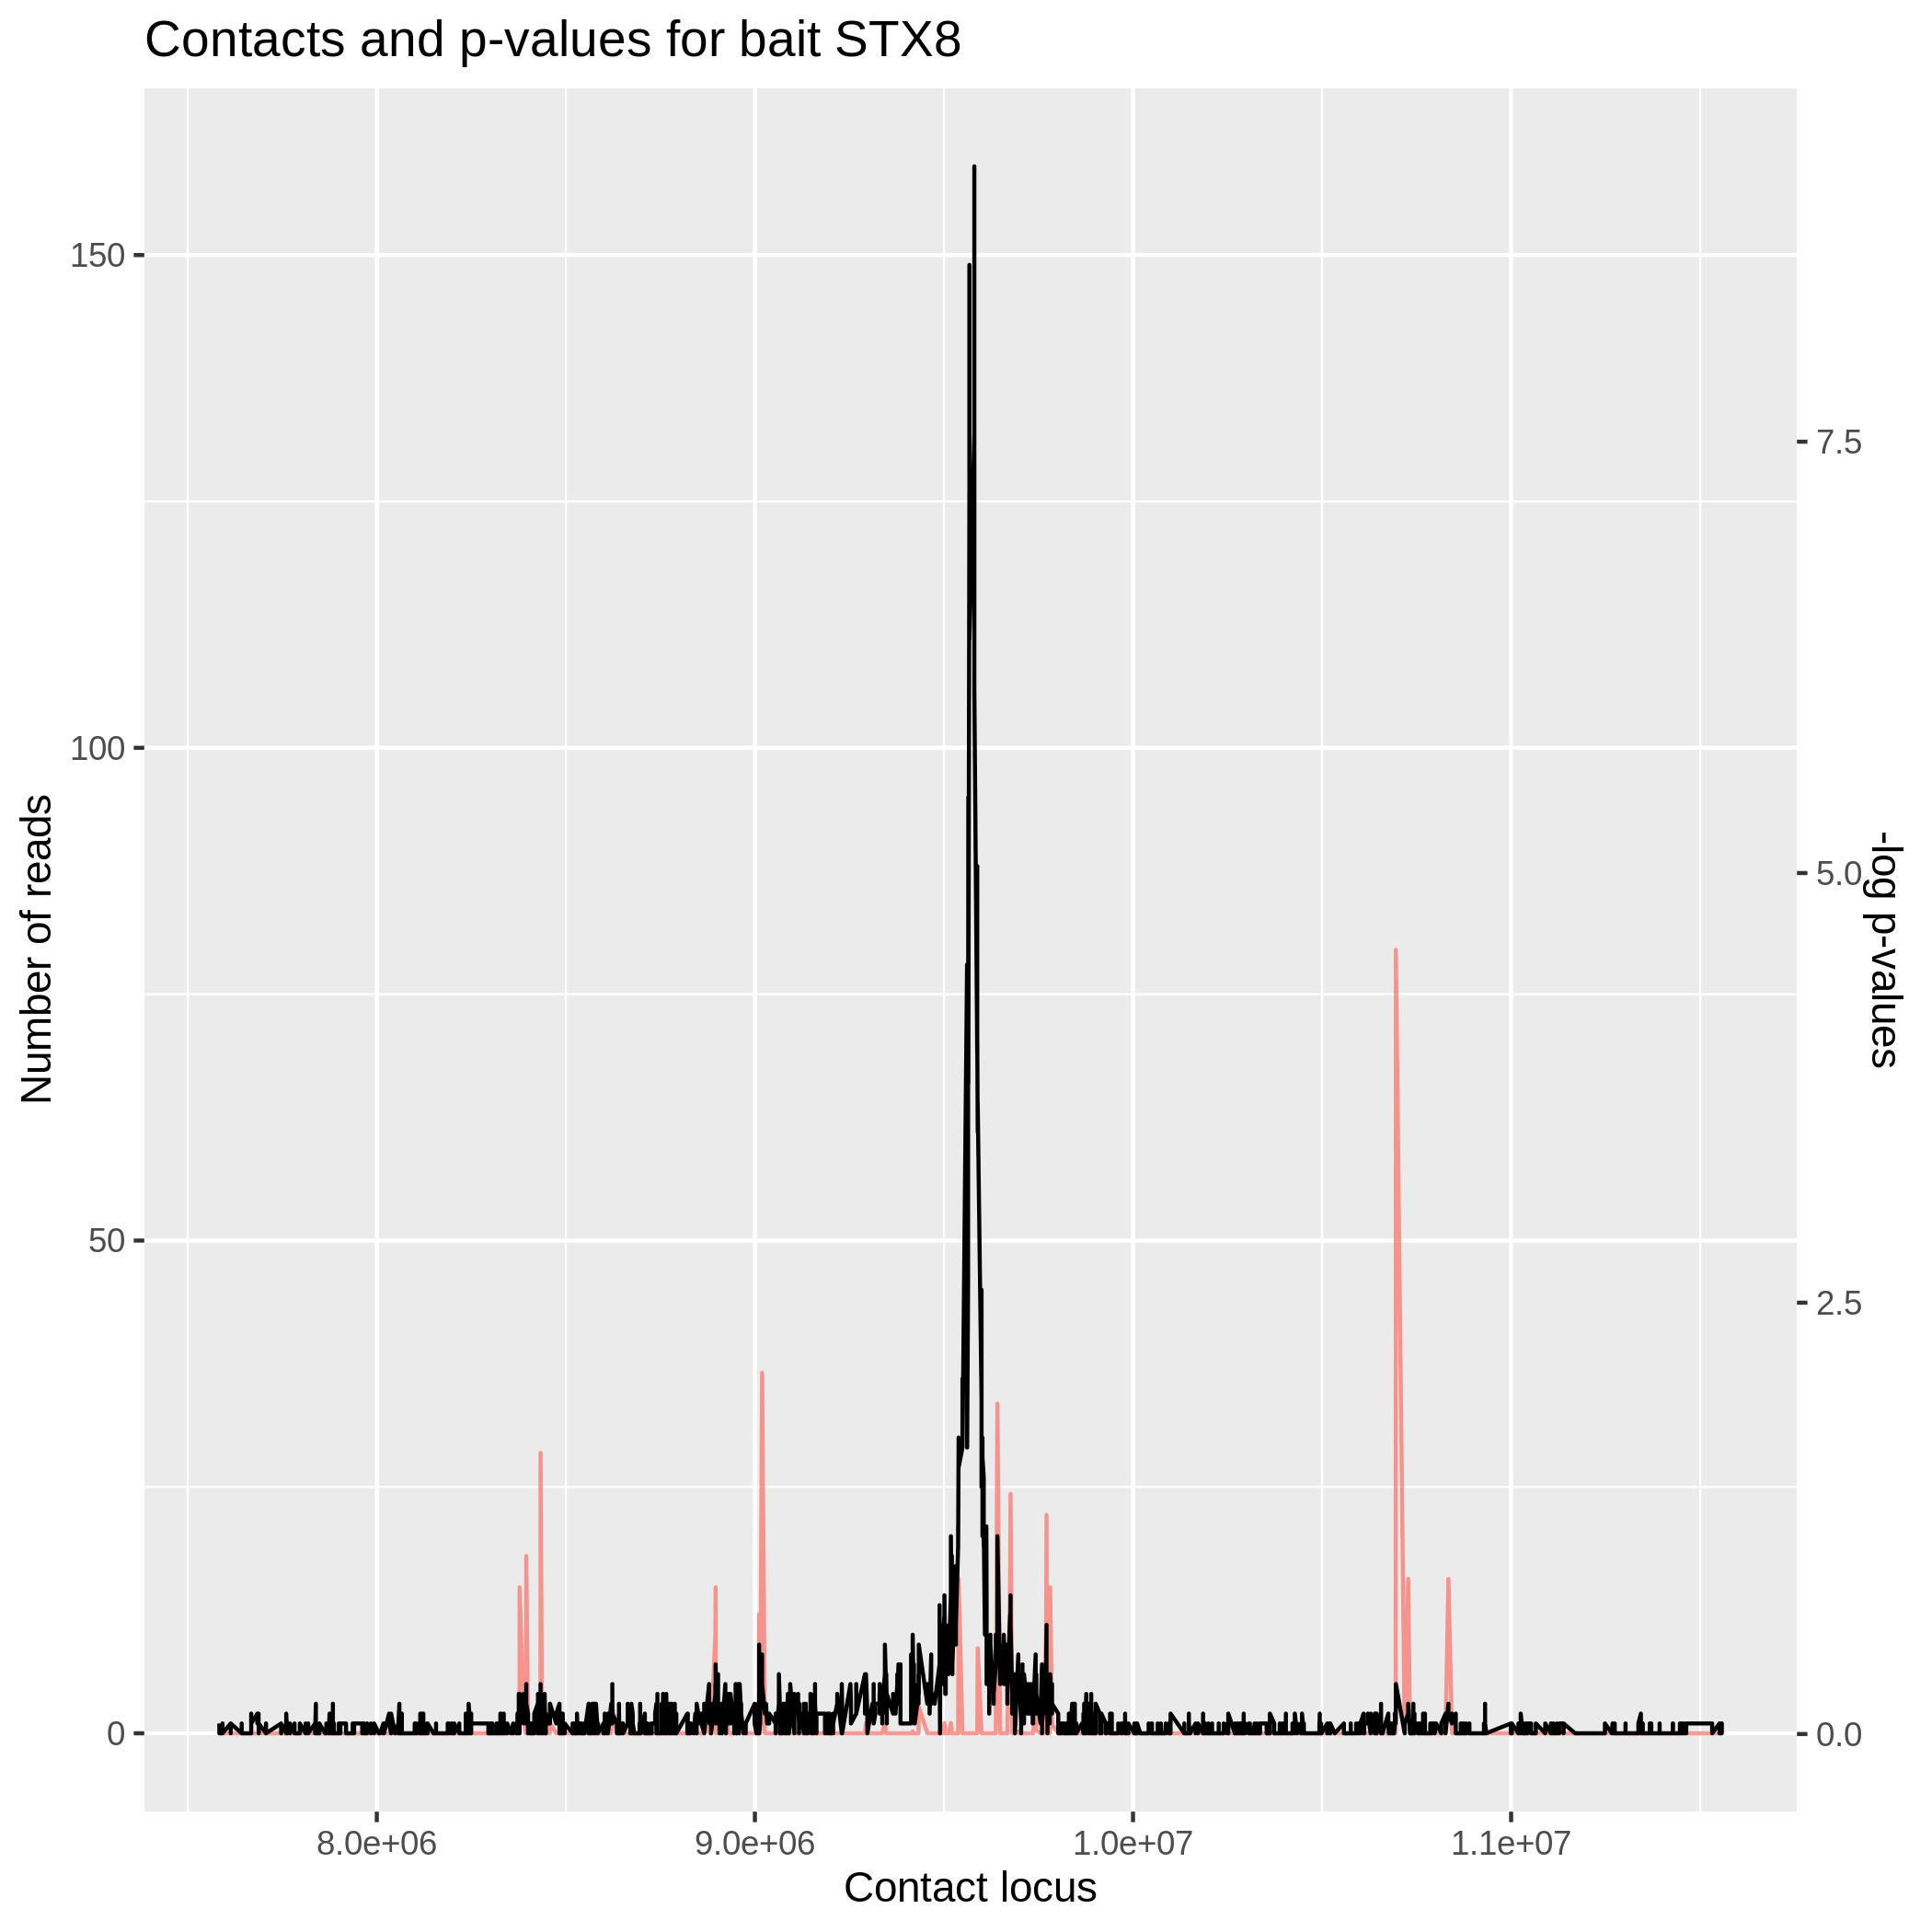 Contacts and p-values for bait STX8
150
100
50
0
Number of reads
7.5
5.0
2.5
0.0
-log p-values
8.0e+06
9.0e+06
1.0e+07
1.1e+07
Contact locus